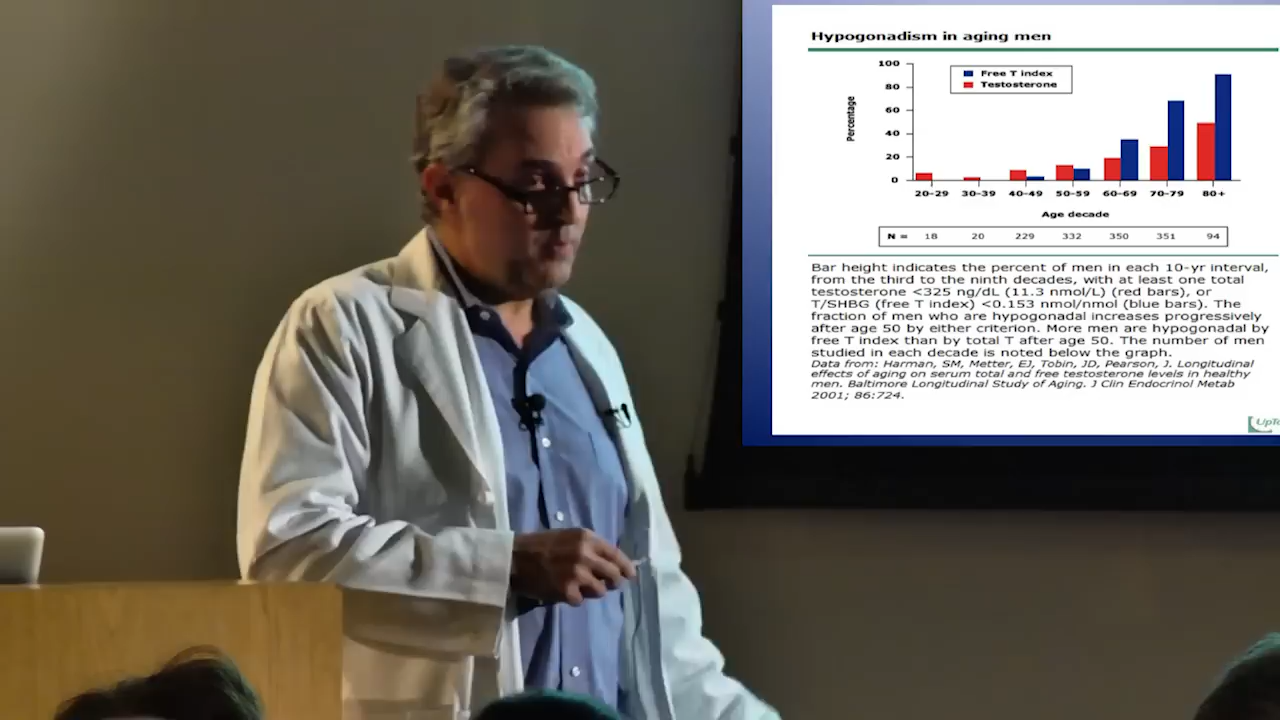 Hypogonadism in aging men
100
80
60
40
20
0
Percentage
Free T index
Testosterone
20-29 30-39 40-49 50-59 60-69 70-79 80+
Age decade
N = 18 20 229 332 350 351 94
Bar height indicates the percent of men in each 10-yr interval,
from the third to the ninth decades, with at least one total
testosterone <325 ng/dL (11.3 nmol/L) (red bars), or
T/SHBG (free T index) <0.153 nmol/nmol (blue bars). The
fraction of men who are hypogonadal increases progressively
after age 50 by either criterion. More men are hypogonadal by
free T index than by total T after age 50. The number of men
studied in each decade is noted below the graph.
Data from: Harman, SM, Metter, EJ, Tobin, JD, Pearson, J. Longitudinal
effects of aging on serum total and free testosterone levels in healthy
men. Baltimore Longitudinal Study of Aging. J Clin Endocrinol Metab
2001; 86:724.